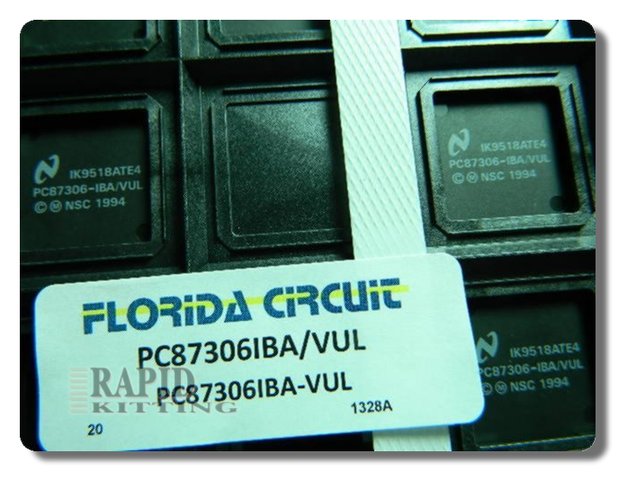 IK9518ATE4
PC87306-IBA/VUL
© Ⓜ NSC 1994
IK9518ATE4
PC87306-IBA/VUL
© Ⓜ NSC 1994
IK9518ATE4
PC87306-IBA/VUL
© Ⓜ NSC 1994
FLORIDA CIRCUIT
PC87306IBA/VUL
PC87306IBA-VUL
RAPID
KITTING
1328A
20